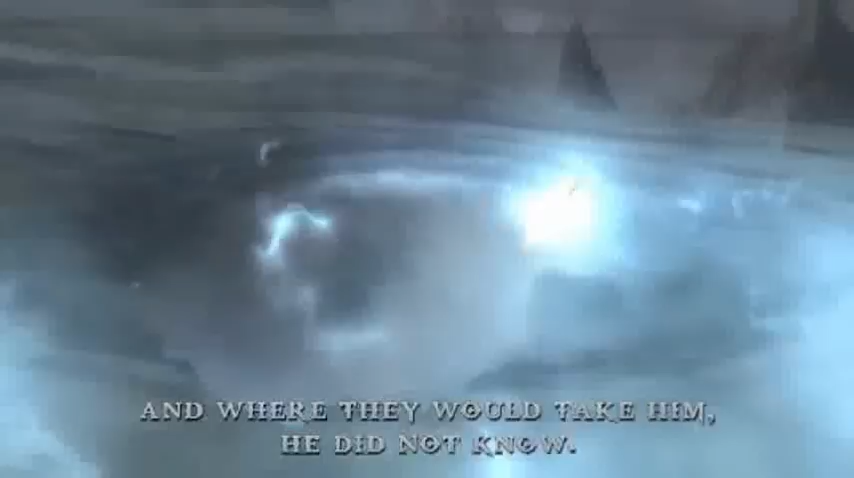 AND WHERE THEY WOULD TAKE HIM,
HE DID NOT KNOW.